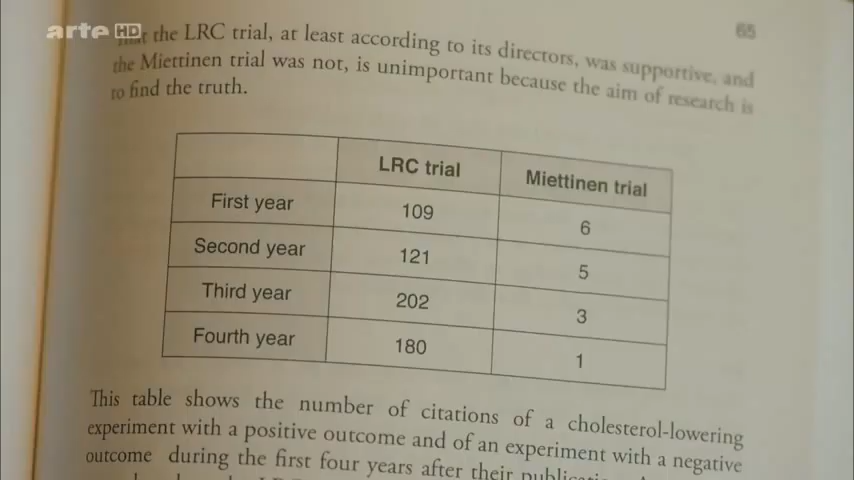 arte HD
65
that the LRC trial, at least according to its directors, was supportive, and
the Miettinen trial was not, is unimportant because the aim of research is
to find the truth.
LRC trial Miettinen trial
First year 109 6
Second year 121 5
Third year 202 3
Fourth year 180 1
This table shows the number of citations of a cholesterol-lowering
experiment with a positive outcome and of an experiment with a negative
outcome during the first four years after their